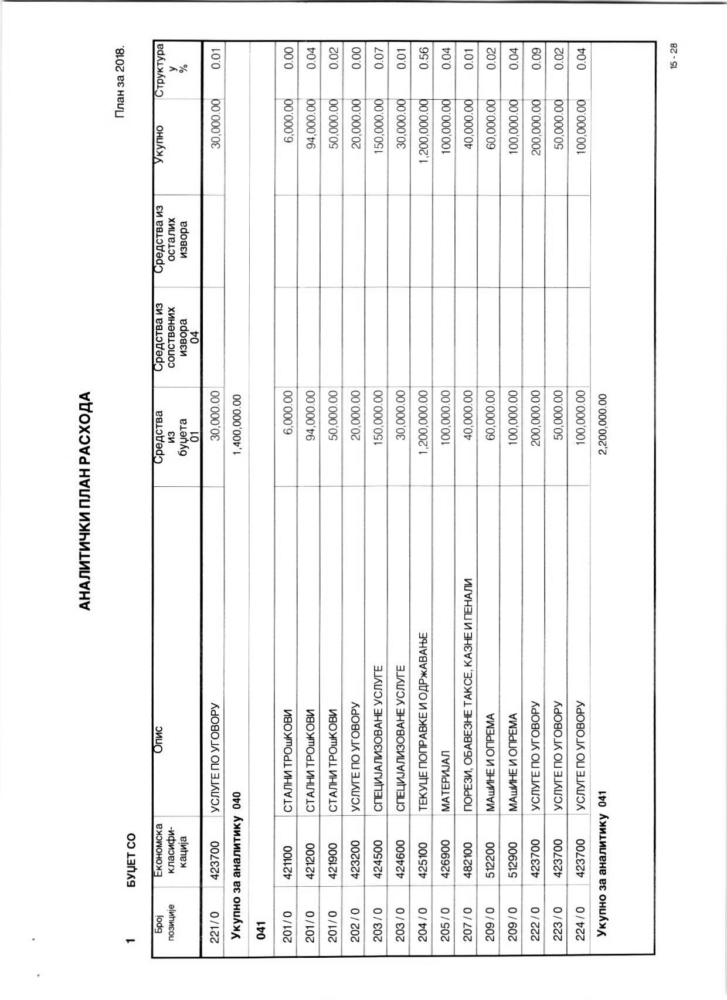 АНАЛИТИЧКИ ПЛАН РАСХОДА
План за 2018.
1 БУЏЕТ СО
Број позиције | Економска класифи-кација | Опис | Средства из буџета 01 | Средства из сопствених извора 04 | Средства из осталих извора | Укупно | Структура у %
221 / 0 423700 УСЛУГЕ ПО УГОВОРУ 30,000.00 30,000.00 0.01
Укупно за аналитику 040 1,400,000.00
041
201 / 0 421100 СТАЛНИ ТРОшКОВИ 6,000.00 6,000.00 0.00
201 / 0 421200 СТАЛНИ ТРОшКОВИ 94,000.00 94,000.00 0.04
201 / 0 421900 СТАЛНИ ТРОшКОВИ 50,000.00 50,000.00 0.02
202 / 0 423200 УСЛУГЕ ПО УГОВОРУ 20,000.00 20,000.00 0.00
203 / 0 424500 СПЕЦИЈАЛИЗОВАНЕ УСЛУГЕ 150,000.00 150,000.00 0.07
203 / 0 424600 СПЕЦИЈАЛИЗОВАНЕ УСЛУГЕ 30,000.00 30,000.00 0.01
204 / 0 425100 ТЕКУЦЕ ПОПРАВКЕ И ОДРжАВАЊЕ 1,200,000.00 1,200,000.00 0.56
205 / 0 426900 МАТЕРИЈАЛ 100,000.00 100,000.00 0.04
207 / 0 482100 ПОРЕЗИ, ОБАВЕЗНЕ ТАКСЕ, КАЗНЕ И ПЕНАЛИ 40,000.00 40,000.00 0.01
209 / 0 512200 МАшИНЕ И ОПРЕМА 60,000.00 60,000.00 0.02
209 / 0 512900 МАшИНЕ И ОПРЕМА 100,000.00 100,000.00 0.04
222 / 0 423700 УСЛУГЕ ПО УГОВОРУ 200,000.00 200,000.00 0.09
223 / 0 423700 УСЛУГЕ ПО УГОВОРУ 50,000.00 50,000.00 0.02
224 / 0 423700 УСЛУГЕ ПО УГОВОРУ 100,000.00 100,000.00 0.04
Укупно за аналитику 041 2,200,000.00
15 - 28